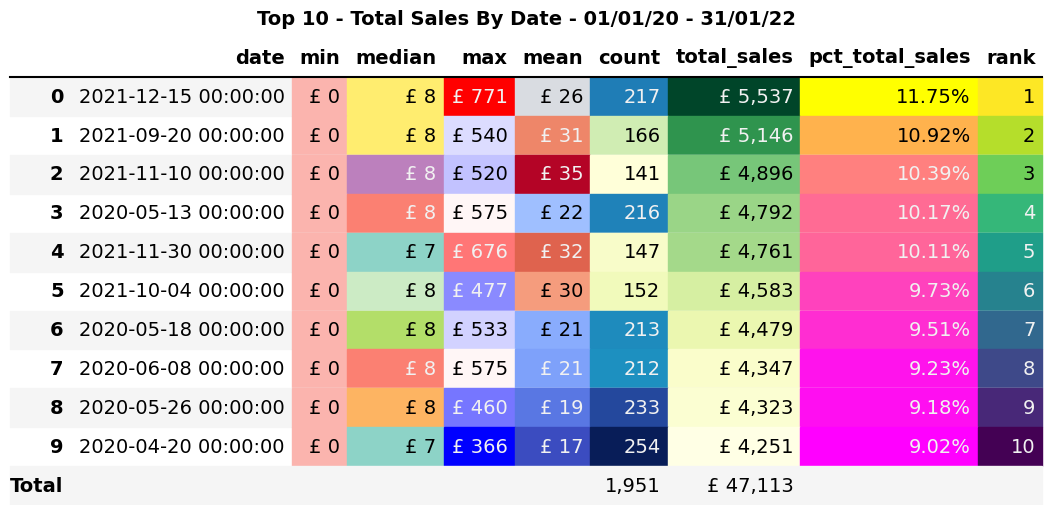 Top 10 - Total Sales By Date - 01/01/20 - 31/01/22
date min median max mean count total_sales pct_total_sales rank
0 2021-12-15 00:00:00 £ 0 £ 8 £ 771 £ 26 217 £ 5,537 11.75% 1
1 2021-09-20 00:00:00 £ 0 £ 8 £ 540 £ 31 166 £ 5,146 10.92% 2
2 2021-11-10 00:00:00 £ 0 £ 8 £ 520 £ 35 141 £ 4,896 10.39% 3
3 2020-05-13 00:00:00 £ 0 £ 8 £ 575 £ 22 216 £ 4,792 10.17% 4
4 2021-11-30 00:00:00 £ 0 £ 7 £ 676 £ 32 147 £ 4,761 10.11% 5
5 2021-10-04 00:00:00 £ 0 £ 8 £ 477 £ 30 152 £ 4,583 9.73% 6
6 2020-05-18 00:00:00 £ 0 £ 8 £ 533 £ 21 213 £ 4,479 9.51% 7
7 2020-06-08 00:00:00 £ 0 £ 8 £ 575 £ 21 212 £ 4,347 9.23% 8
8 2020-05-26 00:00:00 £ 0 £ 8 £ 460 £ 19 233 £ 4,323 9.18% 9
9 2020-04-20 00:00:00 £ 0 £ 7 £ 366 £ 17 254 £ 4,251 9.02% 10
Total 1,951 £ 47,113